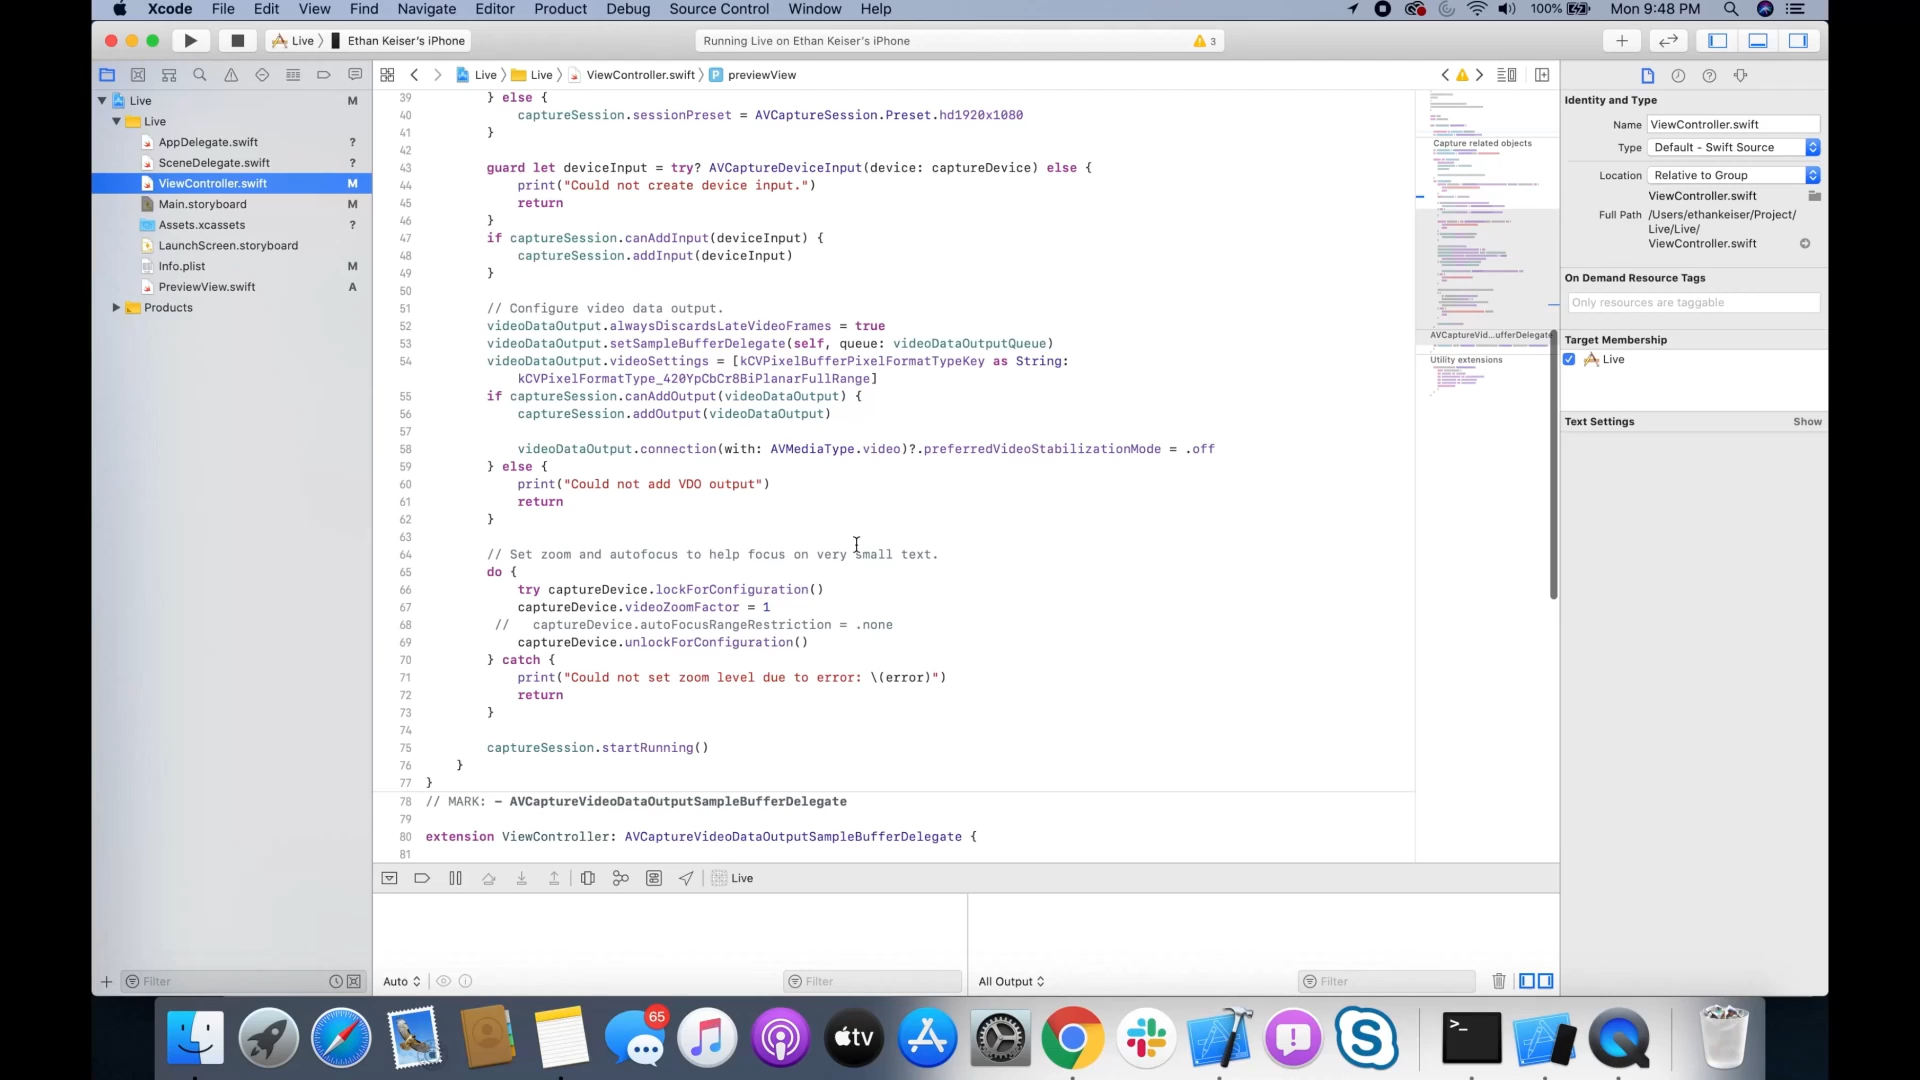 Xcode File Edit View Find Navigate Editor Product Debug Source Control Window Help 100% Mon 9:48 PM
Live Ethan Keiser's iPhone Running Live on Ethan Keiser's iPhone 3
Live Live ViewController.swift P previewView
Live M
Live
AppDelegate.swift ?
SceneDelegate.swift ?
ViewController.swift M
Main.storyboard M
Assets.xcassets ?
LaunchScreen.storyboard
Info.plist M
PreviewView.swift A
Products
Filter
39 } else {
40 captureSession.sessionPreset = AVCaptureSession.Preset.hd1920x1080
41 }
42
43 guard let deviceInput = try? AVCaptureDeviceInput(device: captureDevice) else {
44 print("Could not create device input.")
45 return
46 }
47 if captureSession.canAddInput(deviceInput) {
48 captureSession.addInput(deviceInput)
49 }
50
51 // Configure video data output.
52 videoDataOutput.alwaysDiscardsLateVideoFrames = true
53 videoDataOutput.setSampleBufferDelegate(self, queue: videoDataOutputQueue)
54 videoDataOutput.videoSettings = [kCVPixelBufferPixelFormatTypeKey as String:
kCVPixelFormatType_420YpCbCr8BiPlanarFullRange]
55 if captureSession.canAddOutput(videoDataOutput) {
56 captureSession.addOutput(videoDataOutput)
57
58 videoDataOutput.connection(with: AVMediaType.video)?.preferredVideoStabilizationMode = .off
59 } else {
60 print("Could not add VDO output")
61 return
62 }
63
64 // Set zoom and autofocus to help focus on very small text.
65 do {
66 try captureDevice.lockForConfiguration()
67 captureDevice.videoZoomFactor = 1
68 // captureDevice.autoFocusRangeRestriction = .none
69 captureDevice.unlockForConfiguration()
70 } catch {
71 print("Could not set zoom level due to error: \(error)")
72 return
73 }
74
75 captureSession.startRunning()
76 }
77 }
78 // MARK: - AVCaptureVideoDataOutputSampleBufferDelegate
79
80 extension ViewController: AVCaptureVideoDataOutputSampleBufferDelegate {
81
Capture related objects
AVCaptureVid...ufferDelegate
Utility extensions
Identity and Type
Name ViewController.swift
Type Default - Swift Source
Location Relative to Group
ViewController.swift
Full Path /Users/ethankeiser/Project/
Live/Live/
ViewController.swift
On Demand Resource Tags
Only resources are taggable
Target Membership
Live
Text Settings Show
Live
Auto Filter All Output Filter
65
tv
>_